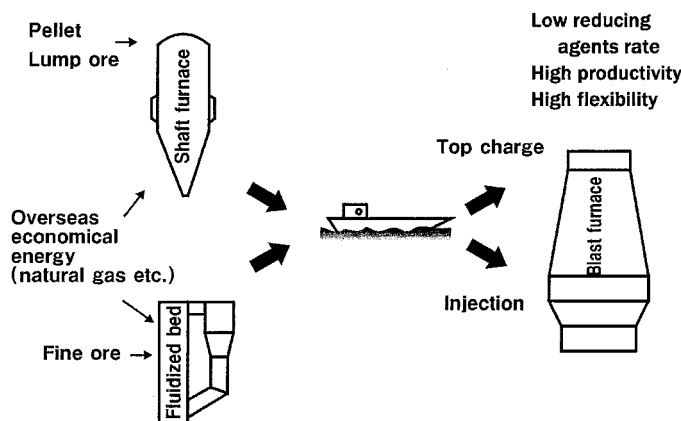 Pellet
Lump ore
Shaft furnace
Overseas
economical
energy
(natural gas etc.)
Fine ore
Fluidized bed
Low reducing
agents rate
High productivity
High flexibility
Top charge
Injection
Blast furnace